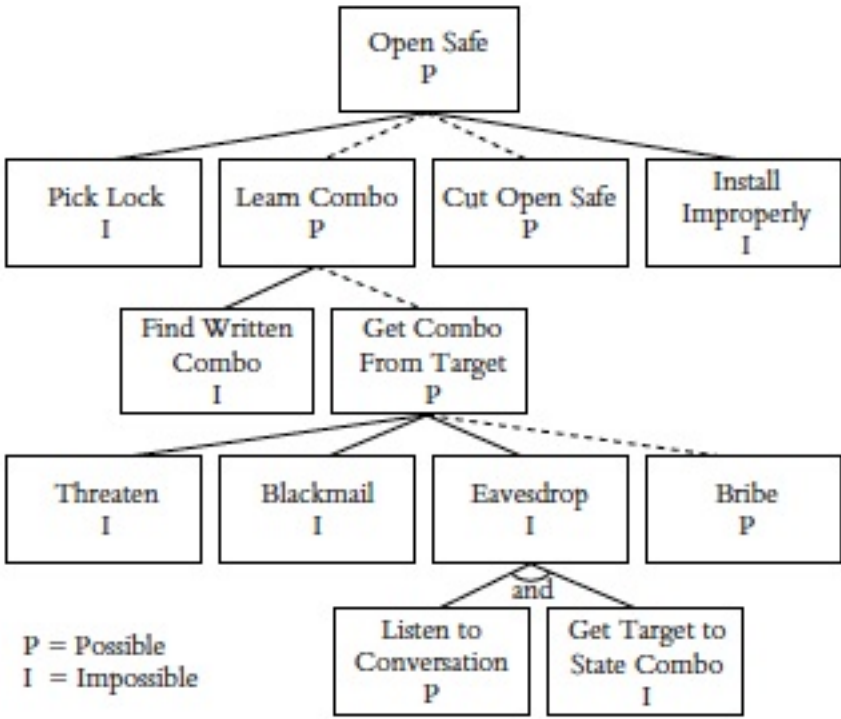 Open Safe
P
Pick Lock
I
Learn Combo
P
Cut Open Safe
P
Install
Improperly
I
Find Written
Combo
I
Get Combo
From Target
P
Threaten
I
Blackmail
I
Eavesdrop
I
Bribe
P
and
Listen to
Conversation
P
Get Target to
State Combo
I
P = Possible
I = Impossible